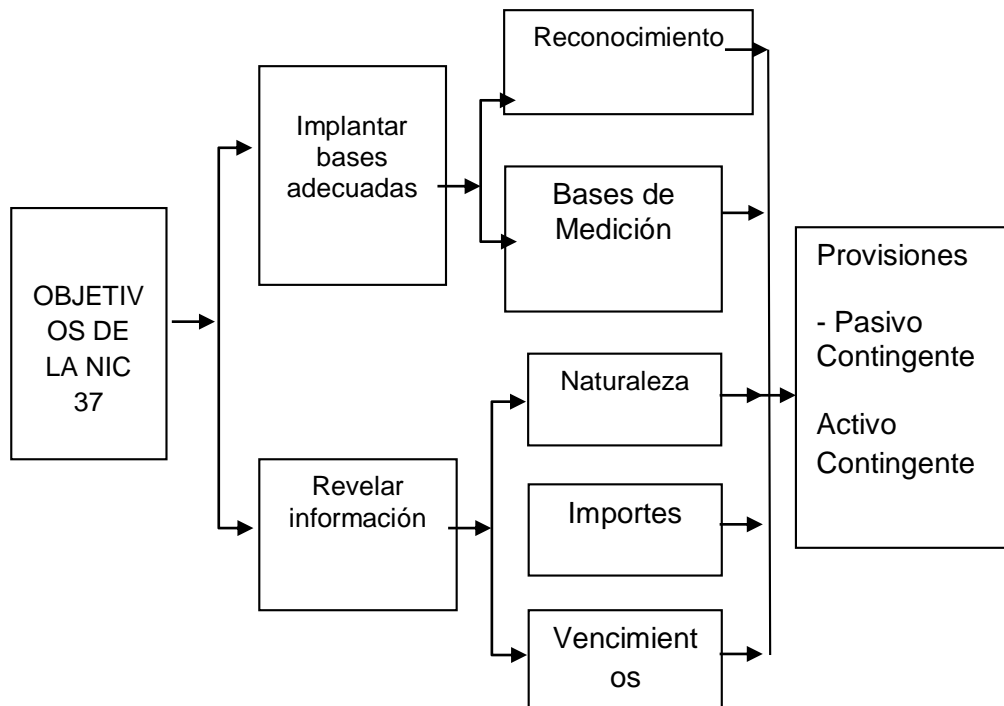 OBJETIV
OS DE
LA NIC
37
Implantar
bases
adecuadas
Revelar
información
Reconocimiento
Bases de
Medición
Naturaleza
Importes
Vencimient
os
Provisiones
- Pasivo
Contingente
Activo
Contingente